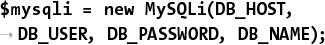 $mysqli = new MySQLi(DB_HOST,
→ DB_USER, DB_PASSWORD, DB_NAME);